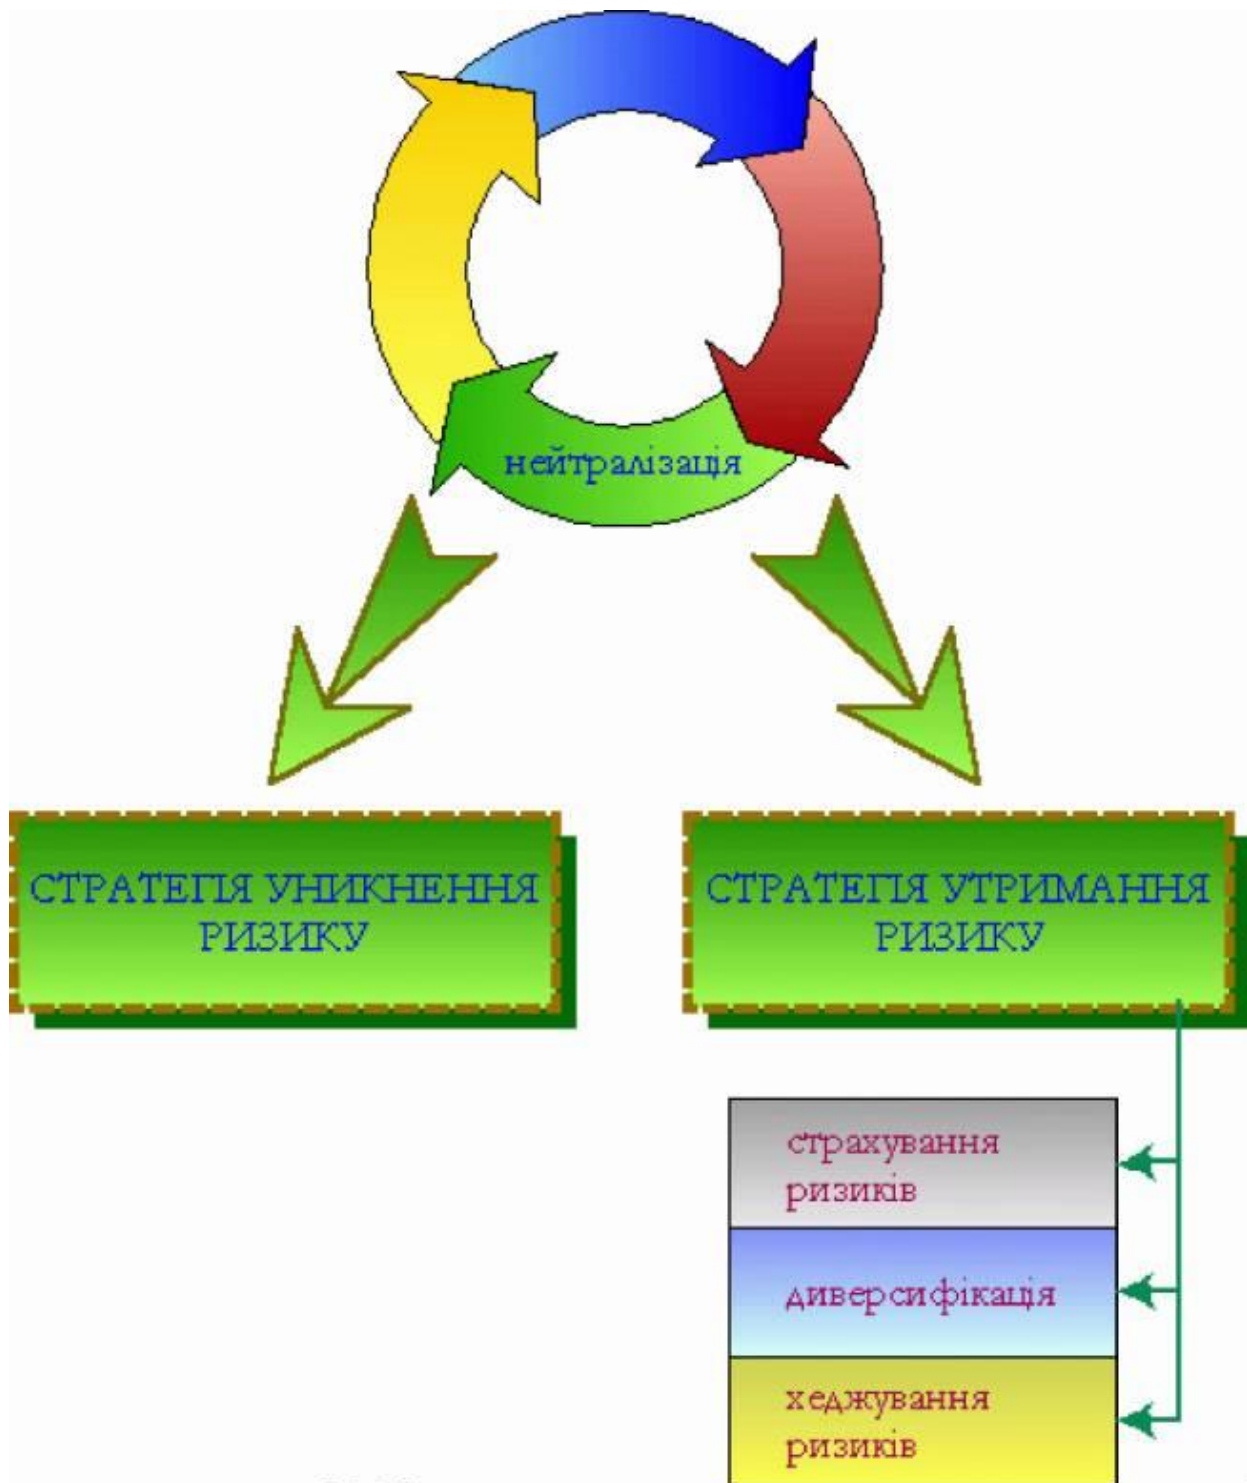 нейтралізація
СТРАТЕГІЯ УНИКНЕННЯ
РИЗИКУ
СТРАТЕГІЯ УТРИМАННЯ
РИЗИКУ
страхування
ризиків
диверсифікація
хеджування
ризиків